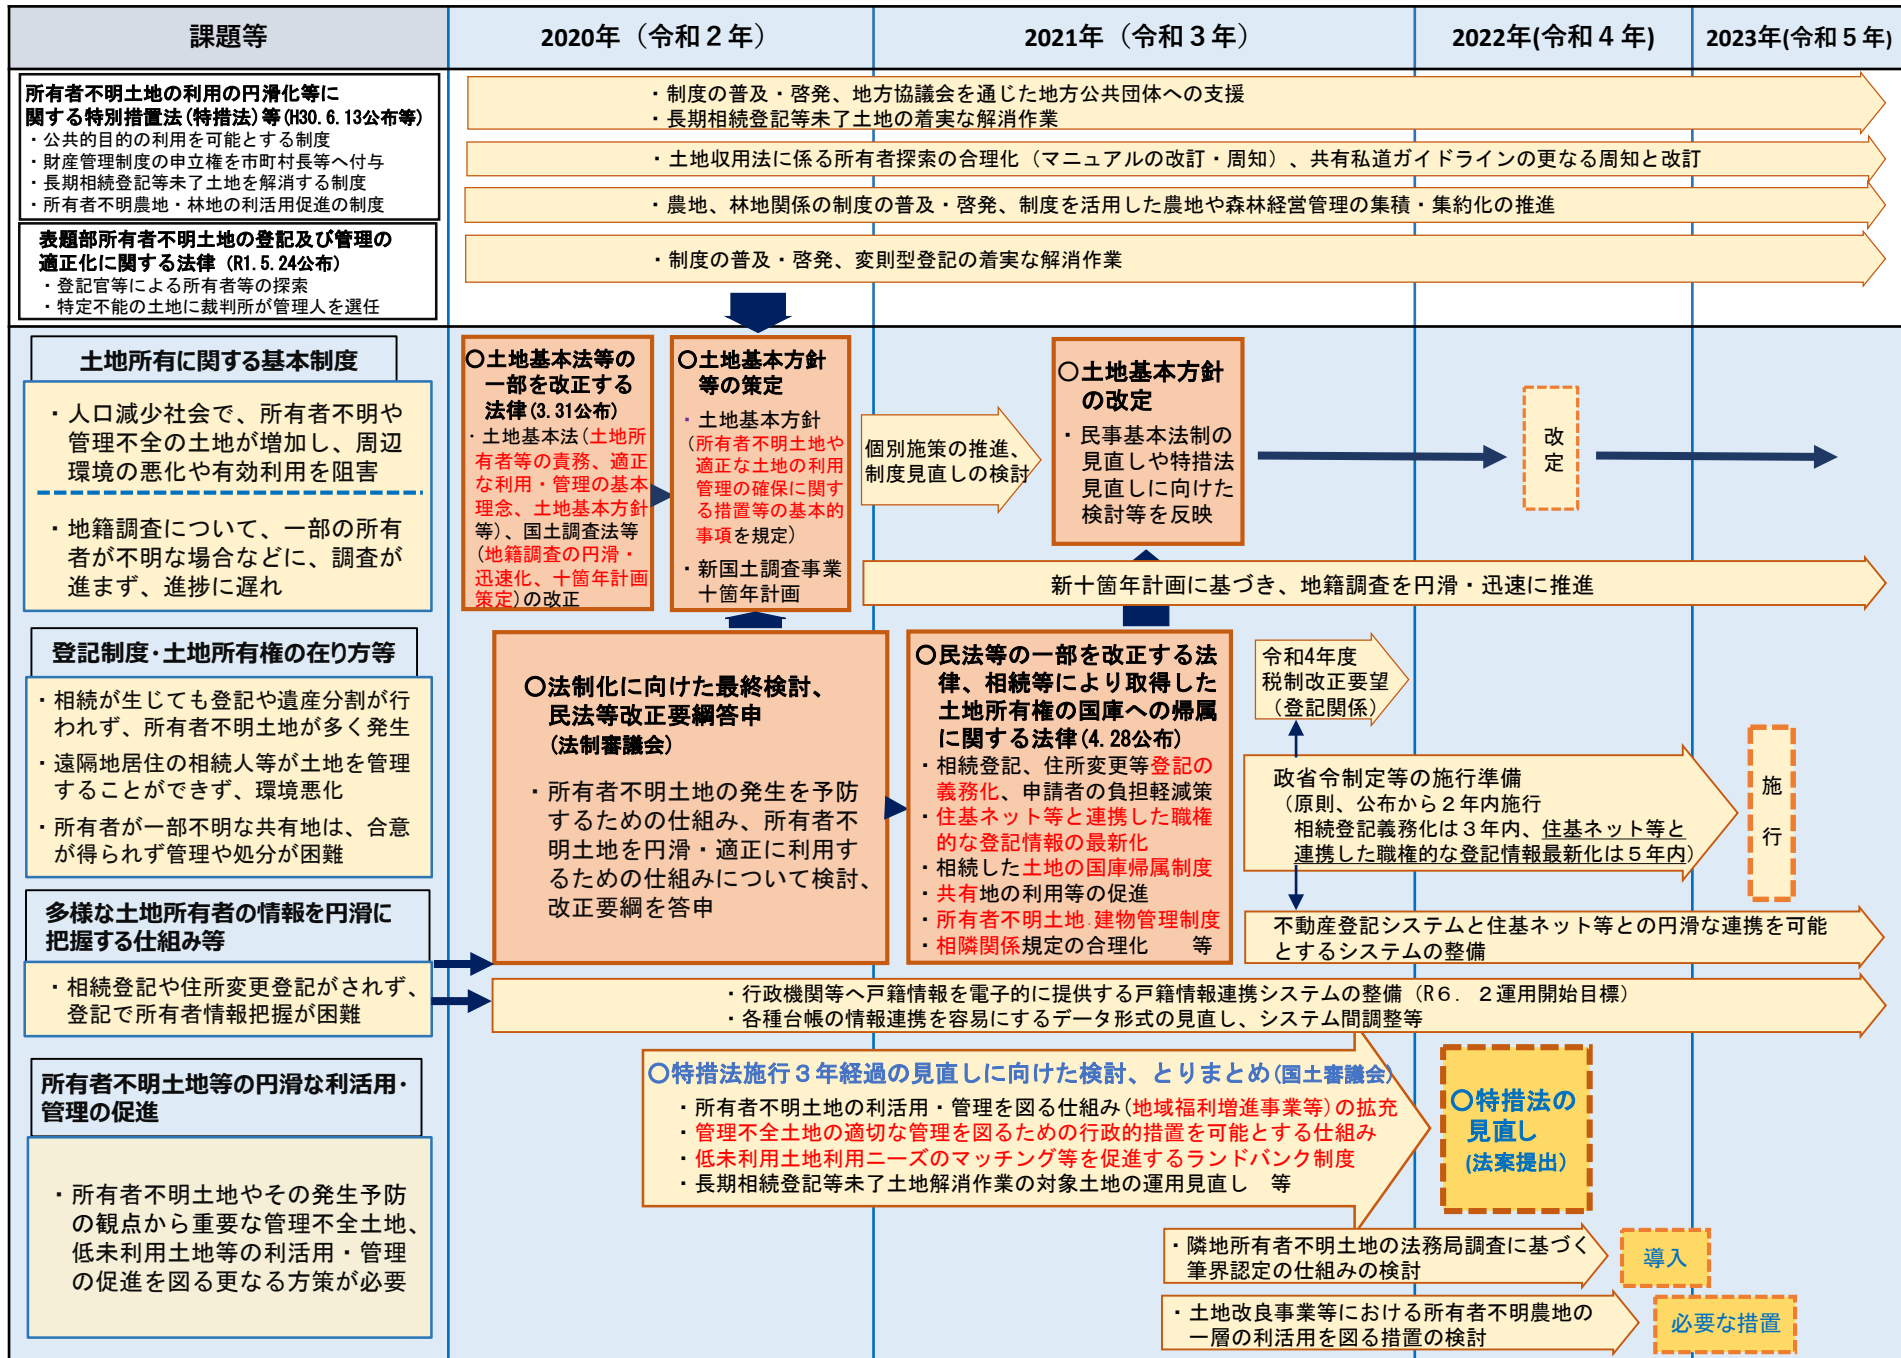 課題等
2020年（令和２年）
2021年（令和３年）
2022年(令和４年)
2023年(令和５年)
所有者不明土地の利用の円滑化等に
関する特別措置法(特措法)等(H30.6.13公布等)
・公共的目的の利用を可能とする制度
・財産管理制度の申立権を市町村長等へ付与
・長期相続登記等未了土地を解消する制度
・所有者不明農地・林地の利活用促進の制度
表題部所有者不明土地の登記及び管理の
適正化に関する法律（R1.5.24公布）
・登記官等による所有者等の探索
・特定不能の土地に裁判所が管理人を選任
・制度の普及・啓発、地方協議会を通じた地方公共団体への支援
・長期相続登記等未了土地の着実な解消作業
・土地収用法に係る所有者探索の合理化（マニュアルの改訂・周知）、共有私道ガイドラインの更なる周知と改訂
・農地、林地関係の制度の普及・啓発、制度を活用した農地や森林経営管理の集積・集約化の推進
・制度の普及・啓発、変則型登記の着実な解消作業
土地所有に関する基本制度
・人口減少社会で、所有者不明や
管理不全の土地が増加し、周辺
環境の悪化や有効利用を阻害
・地籍調査について、一部の所有
者が不明な場合などに、調査が
進まず、進捗に遅れ
〇土地基本法等の
一部を改正する
法律(3.31公布)
・土地基本法(土地所
有者等の責務、適正
な利用・管理の基本
理念、土地基本方針
等)、国土調査法等
(地籍調査の円滑・
迅速化、十箇年計画
策定)の改正
〇土地基本方針
等の策定
・土地基本方針
(所有者不明土地や
適正な土地の利用
管理の確保に関す
る措置等の基本的
事項を規定)
・新国土調査事業
十箇年計画
個別施策の推進、
制度見直しの検討
〇土地基本方針
の改定
・民事基本法制の
見直しや特措法
見直しに向けた
検討等を反映
改
定
新十箇年計画に基づき、地籍調査を円滑・迅速に推進
登記制度・土地所有権の在り方等
・相続が生じても登記や遺産分割が行
われず、所有者不明土地が多く発生
・遠隔地居住の相続人等が土地を管理
することができず、環境悪化
・所有者が一部不明な共有地は、合意
が得られず管理や処分が困難
〇法制化に向けた最終検討、
民法等改正要綱答申
(法制審議会)
・所有者不明土地の発生を予防
するための仕組み、所有者不
明土地を円滑・適正に利用す
るための仕組みについて検討、
改正要綱を答申
〇民法等の一部を改正する法
律、相続等により取得した
土地所有権の国庫への帰属
に関する法律(4.28公布)
・相続登記、住所変更等登記の
義務化、申請者の負担軽減策
・住基ネット等と連携した職権
的な登記情報の最新化
・相続した土地の国庫帰属制度
・共有地の利用等の促進
・所有者不明土地・建物管理制度
・相隣関係規定の合理化　等
令和4年度
税制改正要望
(登記関係)
政省令制定等の施行準備
（原則、公布から２年内施行
相続登記義務化は３年内、住基ネット等と
連携した職権的な登記情報最新化は５年内）
施
行
不動産登記システムと住基ネット等との円滑な連携を可能
とするシステムの整備
多様な土地所有者の情報を円滑に
把握する仕組み等
・相続登記や住所変更登記がされず、
登記で所有者情報把握が困難
・行政機関等へ戸籍情報を電子的に提供する戸籍情報連携システムの整備（R６．２運用開始目標）
・各種台帳の情報連携を容易にするデータ形式の見直し、システム間調整等
所有者不明土地等の円滑な利活用・
管理の促進
・所有者不明土地やその発生予防
の観点から重要な管理不全土地、
低未利用土地等の利活用・管理
の促進を図る更なる方策が必要
〇特措法施行３年経過の見直しに向けた検討、とりまとめ(国土審議会)
・所有者不明土地の利活用・管理を図る仕組み(地域福利増進事業等)の拡充
・管理不全土地の適切な管理を図るための行政的措置を可能とする仕組み
・低未利用土地利用ニーズのマッチング等を促進するランドバンク制度
・長期相続登記等未了土地解消作業の対象土地の運用見直し　等
〇特措法の
見直し
(法案提出)
・隣地所有者不明土地の法務局調査に基づく
筆界認定の仕組みの検討
導入
・土地改良事業等における所有者不明農地の
一層の利活用を図る措置の検討
必要な措置